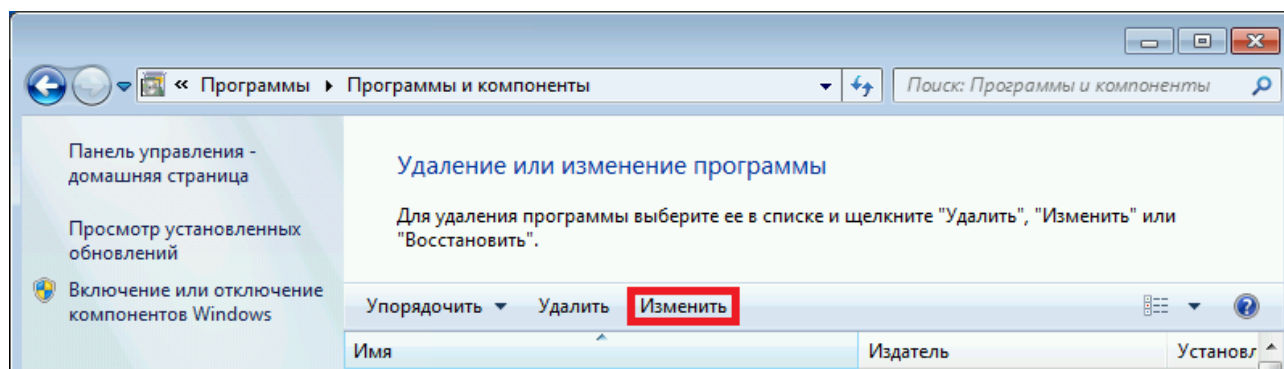 « Программы ▸ Программы и компоненты
Поиск: Программы и компоненты
Панель управления -
домашняя страница
Просмотр установленных
обновлений
Включение или отключение
компонентов Windows
Удаление или изменение программы
Для удаления программы выберите ее в списке и щелкните "Удалить", "Изменить" или
"Восстановить".
Упорядочить Удалить Изменить
Имя Издатель Установл